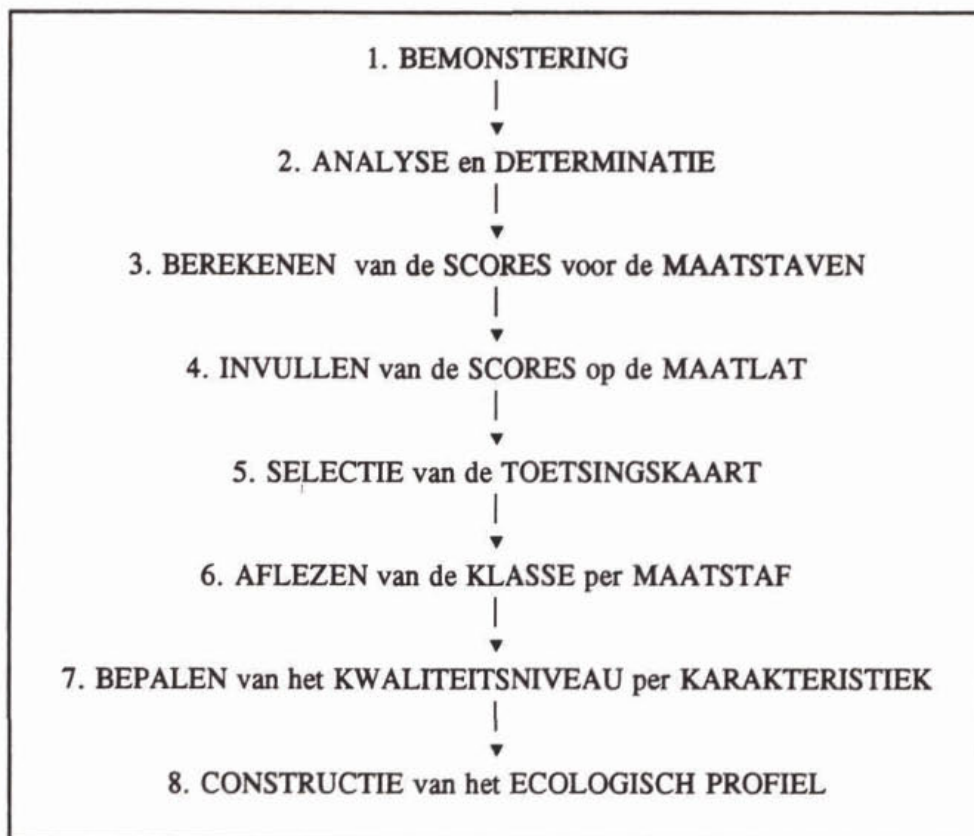 1. BEMONSTERING
2. ANALYSE en DETERMINATIE
3. BEREKENEN van de SCORES voor de MAATSTAVEN
4. INVULLEN van de SCORES op de MAATLAT
5. SELECTIE van de TOETSINGSKAART
6. AFLEZEN van de KLASSE per MAATSTAF
7. BEPALEN van het KWALITEITSNIVEAU per KARAKTERISTIEK
8. CONSTRUCTIE van het ECOLOGISCH PROFIEL